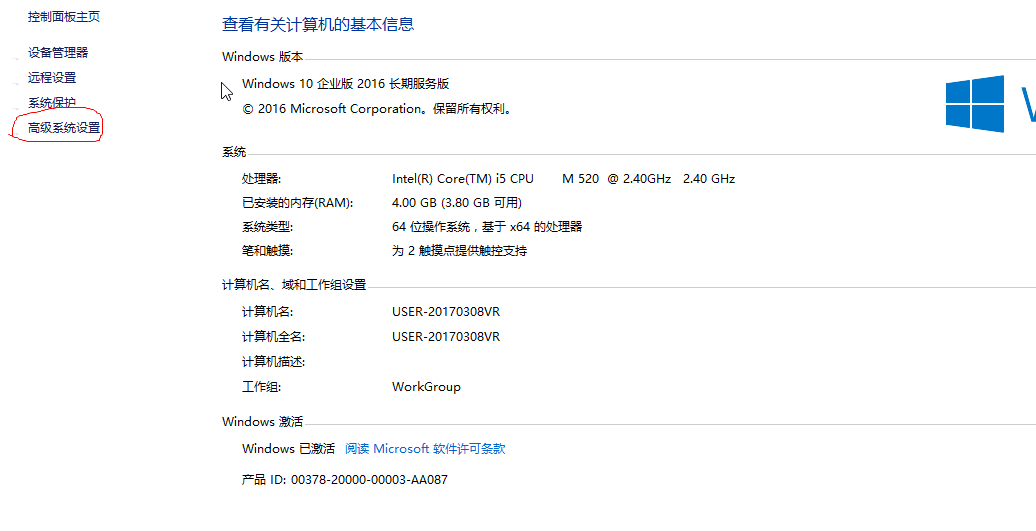 控制面板主页
设备管理器
远程设置
系统保护
高级系统设置
查看有关计算机的基本信息
Windows 版本
Windows 10 企业版 2016 长期服务版
© 2016 Microsoft Corporation。保留所有权利。
系统
处理器: Intel(R) Core(TM) i5 CPU M 520 @ 2.40GHz 2.40 GHz
已安装的内存(RAM): 4.00 GB (3.80 GB 可用)
系统类型: 64 位操作系统，基于 x64 的处理器
笔和触摸: 为 2 触摸点提供触控支持
计算机名、域和工作组设置
计算机名: USER-20170308VR
计算机全名: USER-20170308VR
计算机描述:
工作组: WorkGroup
Windows 激活
Windows 已激活 阅读 Microsoft 软件许可条款
产品 ID: 00378-20000-00003-AA087